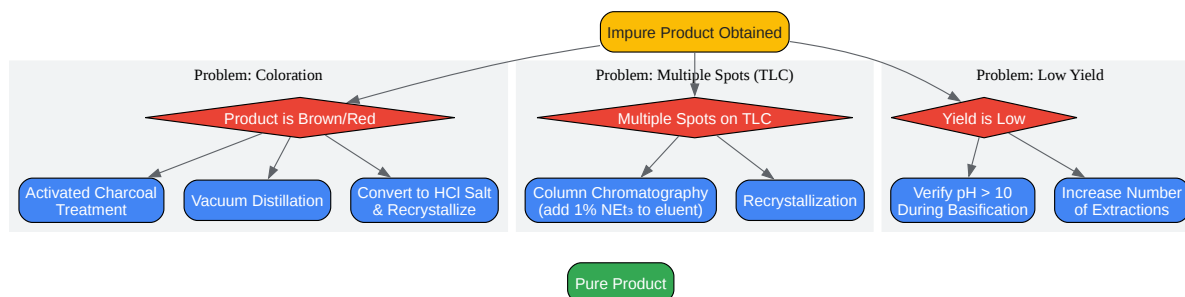 Impure Product Obtained
Problem: Coloration
Problem: Multiple Spots (TLC)
Problem: Low Yield
Product is Brown/Red
Multiple Spots on TLC
Yield is Low
Activated Charcoal
Treatment
Vacuum Distillation
Convert to HCl Salt
& Recrystallize
Column Chromatography
(add 1% NEt₃ to eluent)
Recrystallization
Verify pH > 10
During Basification
Increase Number
of Extractions
Pure Product